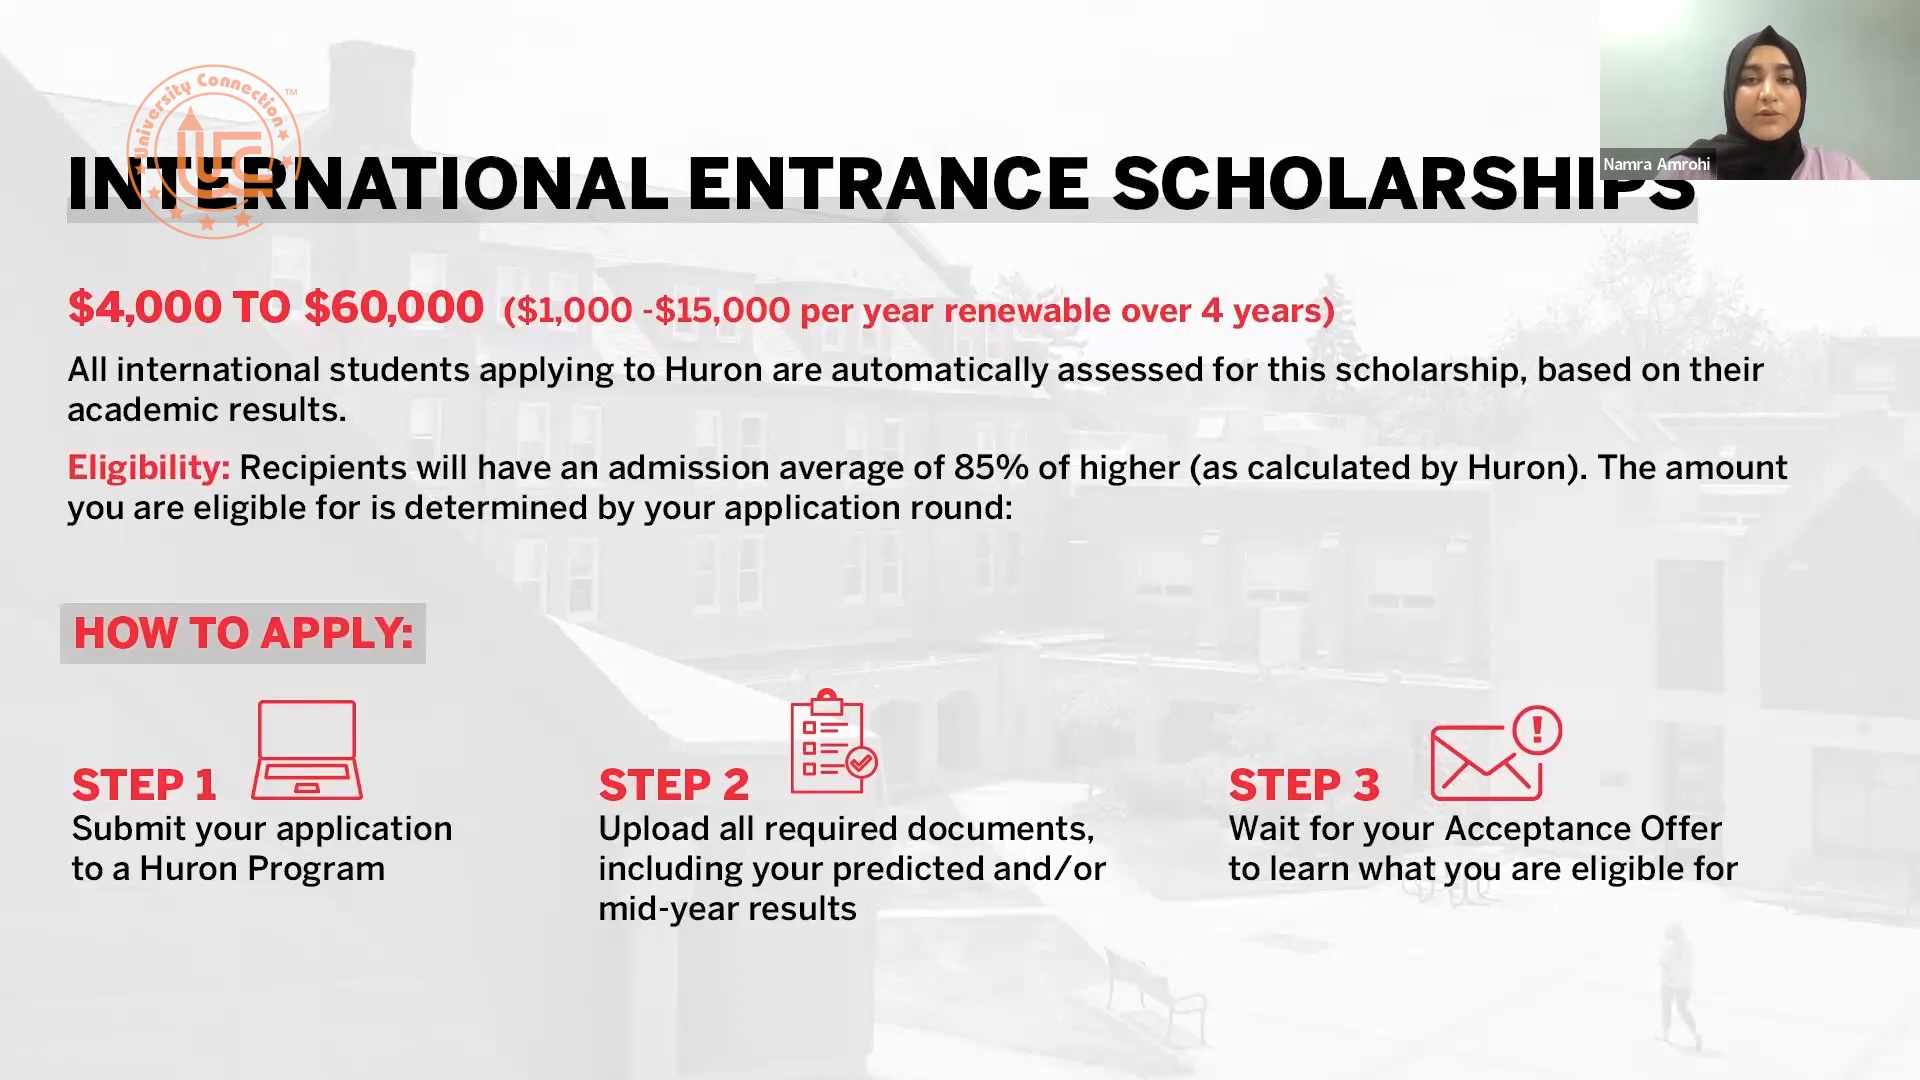 University Connection
TM
UC
INTERNATIONAL ENTRANCE SCHOLARSHIPS
Namra Amrohi
$4,000 TO $60,000 ($1,000 -$15,000 per year renewable over 4 years)
All international students applying to Huron are automatically assessed for this scholarship, based on their
academic results.
Eligibility: Recipients will have an admission average of 85% of higher (as calculated by Huron). The amount
you are eligible for is determined by your application round:
HOW TO APPLY:
STEP 1
Submit your application
to a Huron Program
STEP 2
Upload all required documents,
including your predicted and/or
mid-year results
STEP 3
Wait for your Acceptance Offer
to learn what you are eligible for